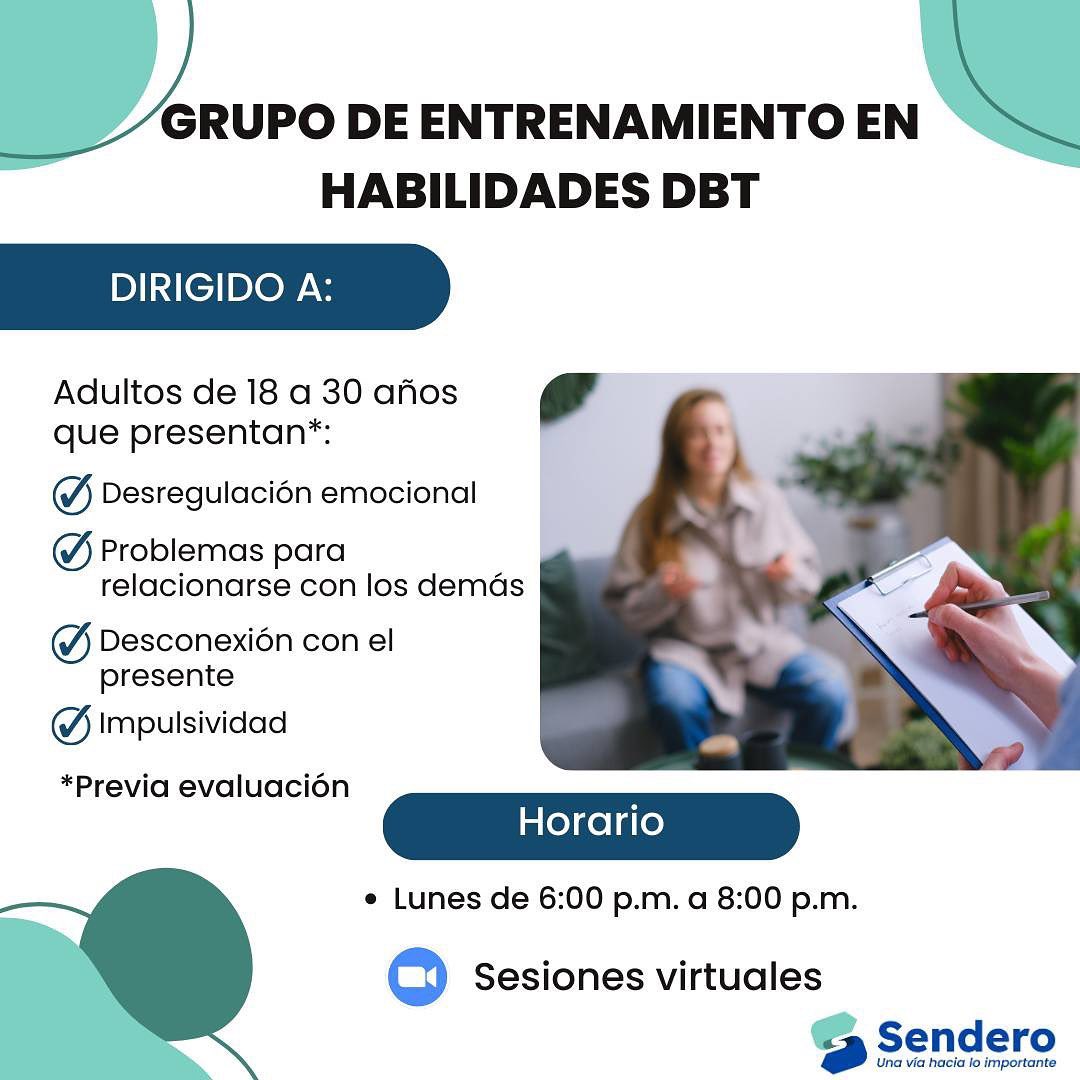 GRUPO DE ENTRENAMIENTO EN
HABILIDADES DBT
DIRIGIDO A:
Adultos de 18 a 30 años
que presentan*:
Desregulación emocional
Problemas para
relacionarse con los demás
Desconexión con el
presente
Impulsividad
*Previa evaluación
Horario
• Lunes de 6:00 p.m. a 8:00 p.m.
Sesiones virtuales
Sendero
Una vía hacia lo importante